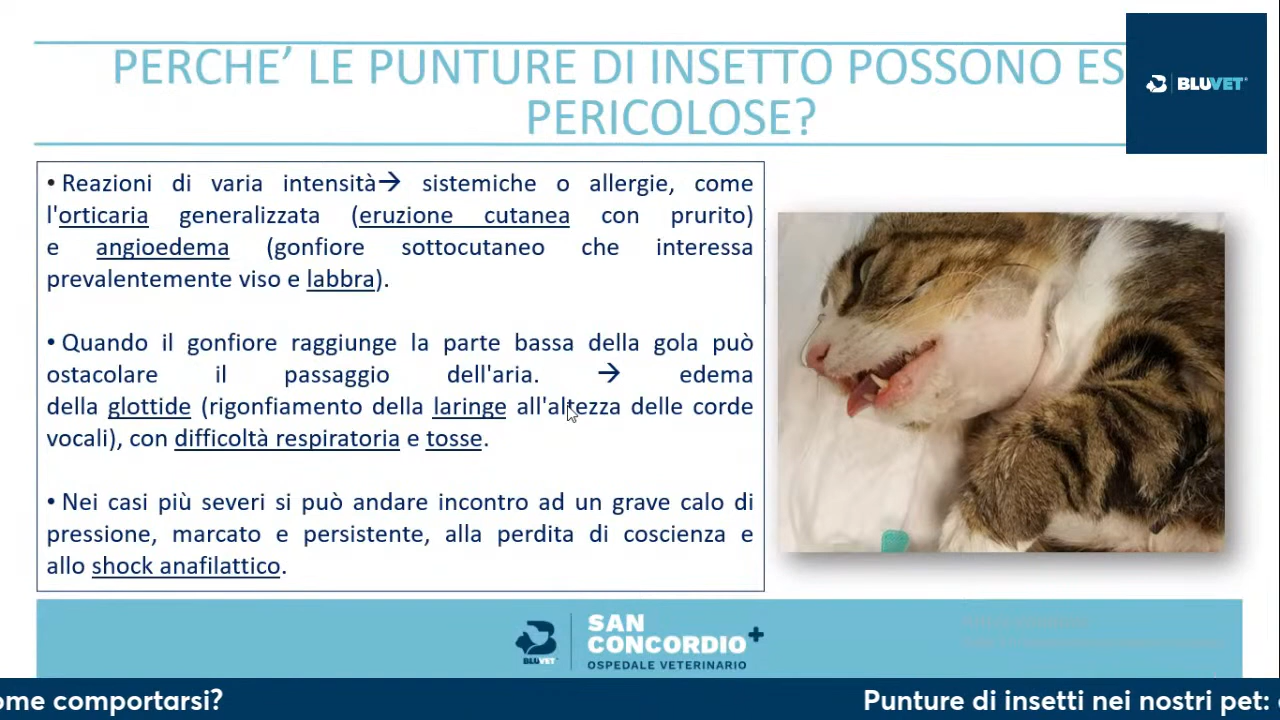 PERCHE’ LE PUNTURE DI INSETTO POSSONO ES
PERICOLOSE?
BLUVET
• Reazioni di varia intensità→ sistemiche o allergie, come
l'orticaria generalizzata (eruzione cutanea con prurito)
e angioedema (gonfiore sottocutaneo che interessa
prevalentemente viso e labbra).
• Quando il gonfiore raggiunge la parte bassa della gola può
ostacolare il passaggio dell'aria. → edema
della glottide (rigonfiamento della laringe all'altezza delle corde
vocali), con difficoltà respiratoria e tosse.
• Nei casi più severi si può andare incontro ad un grave calo di
pressione, marcato e persistente, alla perdita di coscienza e
allo shock anafilattico.
BLUVET
SAN
CONCORDIO+
OSPEDALE VETERINARIO
ome comportarsi?
Punture di insetti nei nostri pet: